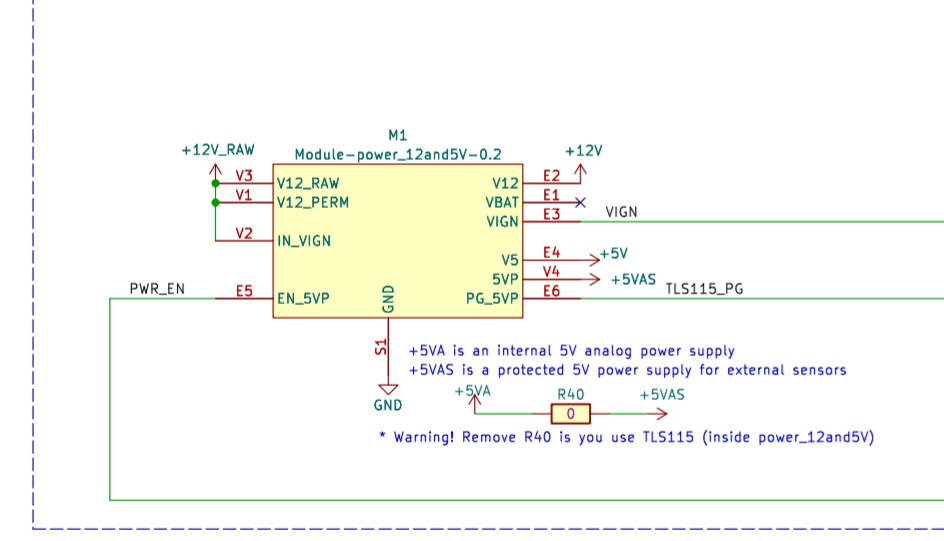 M1
+12V_RAW
Module-power_12and5V-0.2
+12V
V3
V12_RAW
V12
E2
V1
V12_PERM
VBAT
E1
VIGN
E3
VIGN
V2
IN_VIGN
V5
E4
+5V
5VP
V4
+5VAS
PWR_EN
E5
EN_5VP
GND
PG_5VP
E6
TLS115_PG
S1
GND
+5VA is an internal 5V analog power supply
+5VAS is a protected 5V power supply for external sensors
+5VA
R40
+5VAS
0
* Warning! Remove R40 is you use TLS115 (inside power_12and5V)